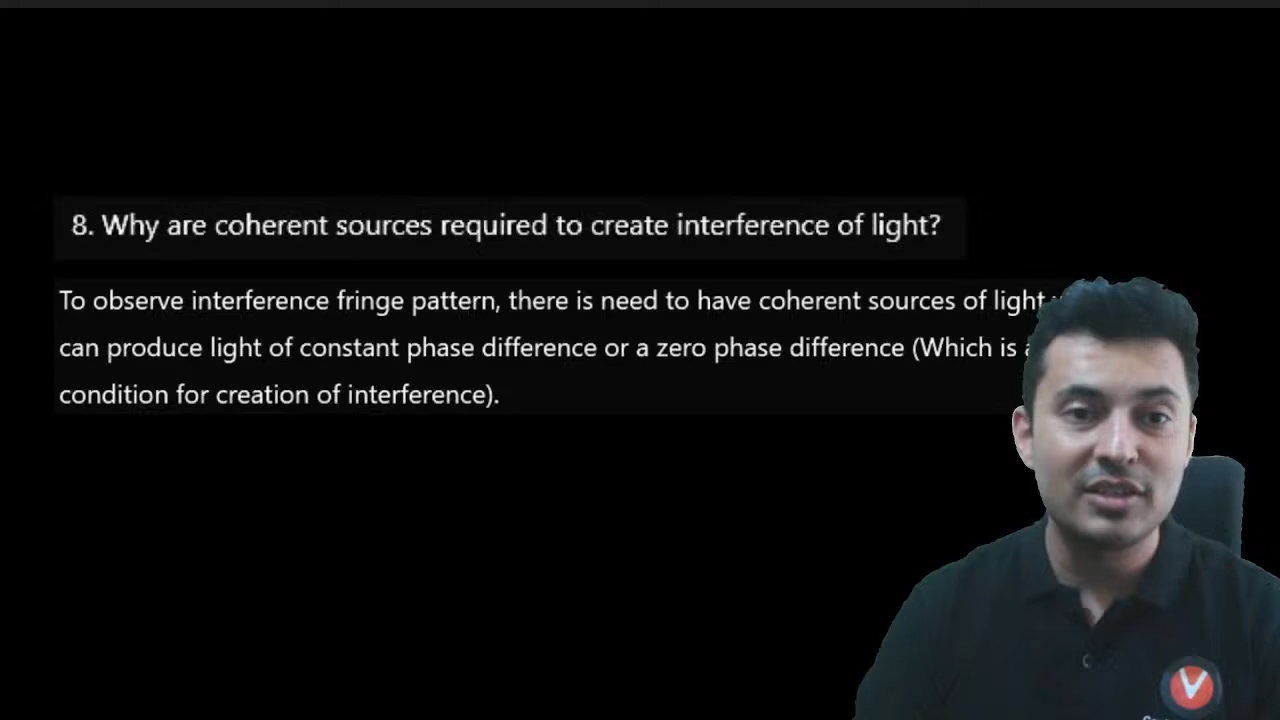 8. Why are coherent sources required to create interference of light?
To observe interference fringe pattern, there is need to have coherent sources of light
can produce light of constant phase difference or a zero phase difference (Which is
condition for creation of interference).
V